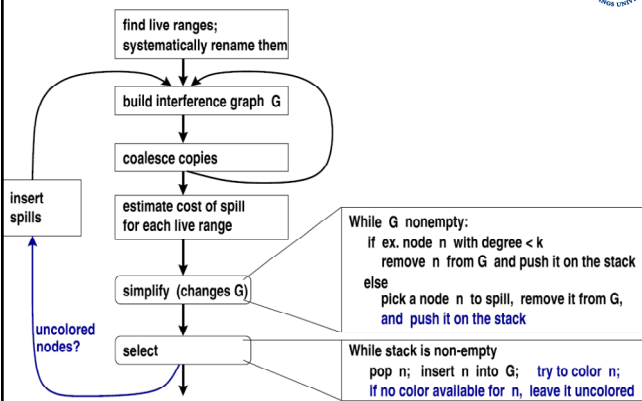 find live ranges;
systematically rename them
build interference graph G
coalesce copies
insert
spills
estimate cost of spill
for each live range
simplify (changes G)
uncolored
nodes?
select
While G nonempty:
if ex. node n with degree < k
remove n from G and push it on the stack
else
pick a node n to spill, remove it from G,
and push it on the stack
While stack is non-empty
pop n; insert n into G; try to color n;
if no color available for n, leave it uncolored